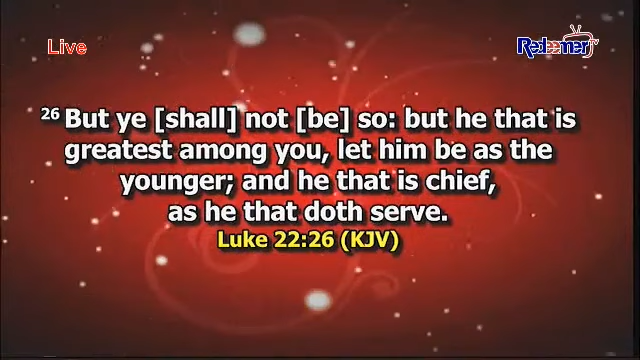 Live
Redeemer TV
26 But ye [shall] not [be] so: but he that is
greatest among you, let him be as the
younger; and he that is chief,
as he that doth serve.
Luke 22:26 (KJV)